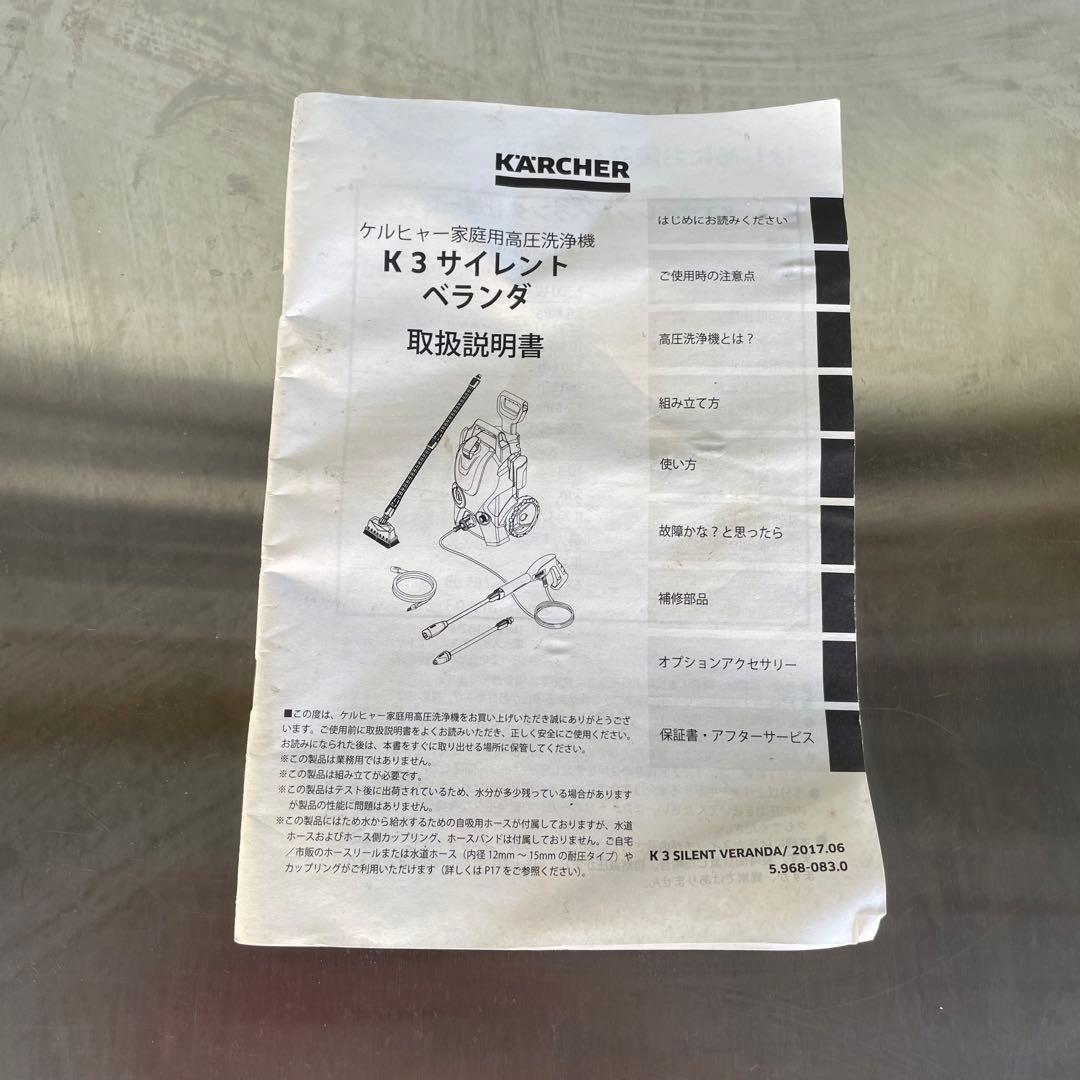 KÄRCHER
ケルヒャー家庭用高圧洗浄機
K 3 サイレント
ベランダ
取扱説明書
はじめにお読みください
ご使用時の注意点
高圧洗浄機とは？
組み立て方
使い方
故障かな？と思ったら
補修部品
オプションアクセサリー
保証書・アフターサービス
■この度は、ケルヒャー家庭用高圧洗浄機をお買い上げいただき誠にありがとうござ
います。ご使用前に取扱説明書をよくお読みいただき、正しく安全にご使用ください。
お読みになられた後は、本書をすぐに取り出せる場所に保管してください。
※この製品は業務用ではありません。
※この製品は組み立てが必要です。
※この製品はテスト後に出荷されているため、水分が多少残っている場合があります
が製品の性能に問題はありません。
※この製品にはため水から給水するための自吸用ホースが付属しておりますが、水道
ホースおよびホース側カップリング、ホースバンドは付属しておりません。ご自宅
／市販のホースリールまたは水道ホース（内径 12mm ～ 15mm の耐圧タイプ）や
カップリングがご利用いただけます（詳しくは P17 をご参照ください）。
K 3 SILENT VERANDA/ 2017.06
5.968-083.0